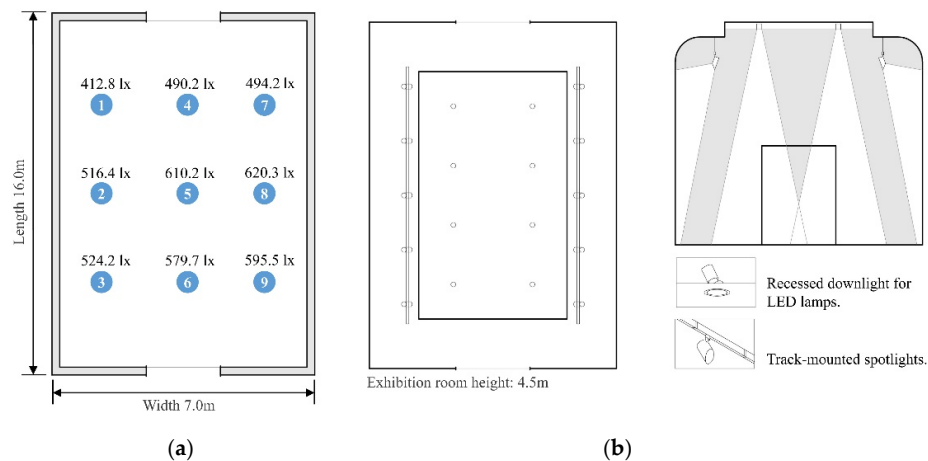 412.8 lx 490.2 lx 494.2 lx
1 4 7
516.4 lx 610.2 lx 620.3 lx
2 5 8
524.2 lx 579.7 lx 595.5 lx
3 6 9
Length 16.0m
Width 7.0m
(a)
Exhibition room height: 4.5m
Recessed downlight for
LED lamps.
Track-mounted spotlights.
(b)